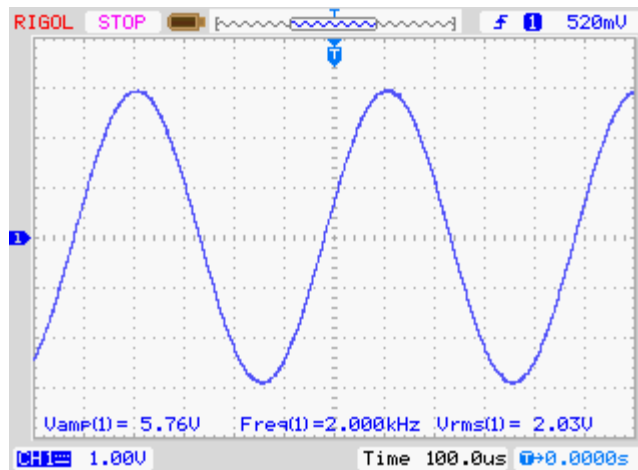 RIGOL STOP T 1 520mV
T
1
Vamp(1)= 5.76V Freq(1)=2.000kHz Vrms(1)= 2.03V
CH1 1.00V Time 100.0us T→0.0000s